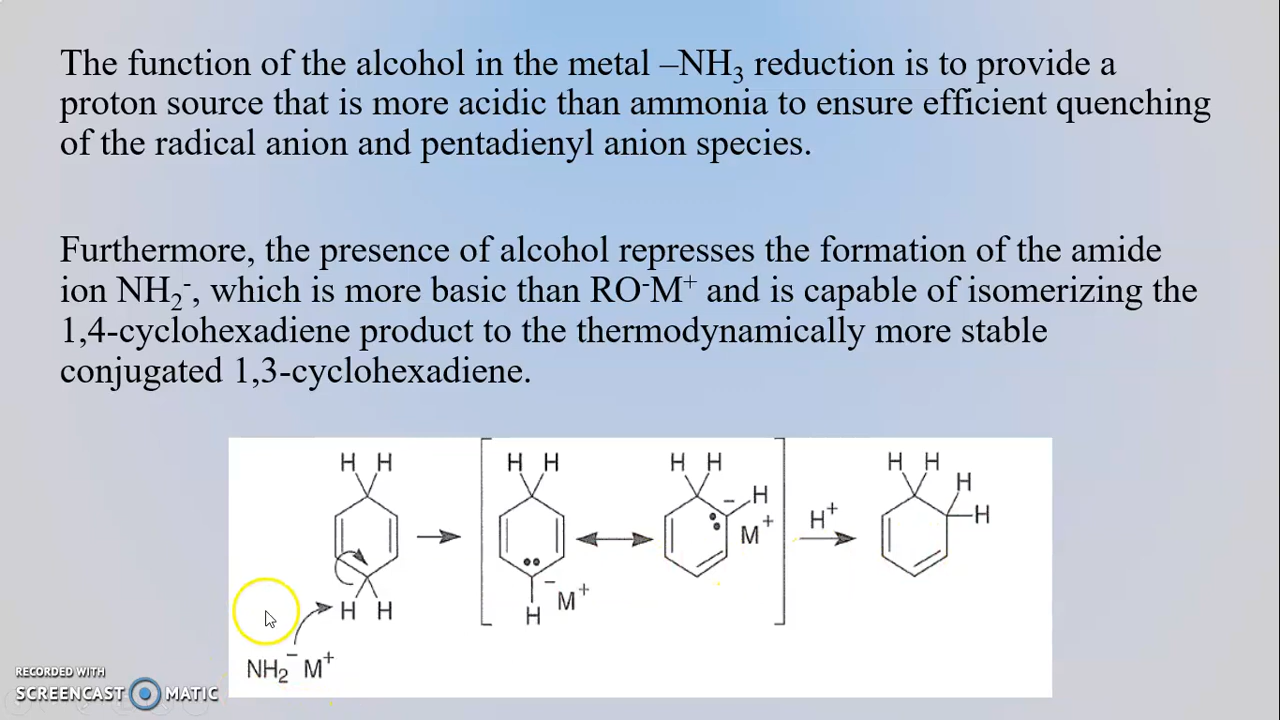 The function of the alcohol in the metal –NH₃ reduction is to provide a
proton source that is more acidic than ammonia to ensure efficient quenching
of the radical anion and pentadienyl anion species.
Furthermore, the presence of alcohol represses the formation of the amide
ion NH₂⁻, which is more basic than RO⁻M⁺ and is capable of isomerizing the
1,4-cyclohexadiene product to the thermodynamically more stable
conjugated 1,3-cyclohexadiene.
H H
H H
H H
H H
H
H
H⁺
M⁺
H
M⁺
H
H H
NH₂⁻ M⁺
RECORDED WITH
SCREENCAST MATIC